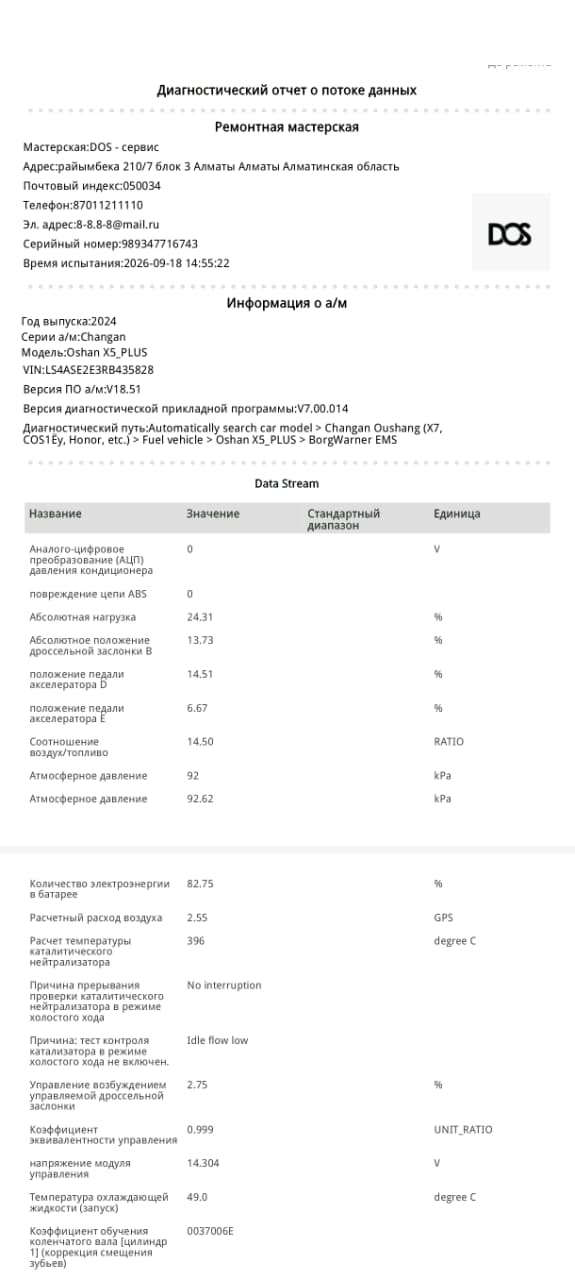 Диагностический отчет о потоке данных
Ремонтная мастерская
Мастерская:DOS - сервис
Адрес:райымбека 210/7 блок 3 Алматы Алматы Алматинская область
Почтовый индекс:050034
Телефон:87011211110
Эл. адрес:8-8.8-8@mail.ru
Серийный номер:989347716743
Время испытания:2026-09-18 14:55:22
DOS
Информация о а/м
Год выпуска:2024
Серии а/м:Changan
Модель:Oshan X5_PLUS
VIN:LS4ASE2E3RB435828
Версия ПО а/м:V18.51
Версия диагностической прикладной программы:V7.00.014
Диагностический путь:Automatically search car model > Changan Oushang (X7,
COS1Ëy, Honor, etc.) > Fuel vehicle > Oshan X5_PLUS > BorgWarner EMS
Data Stream
Название Значение Стандартный Единица
диапазон
Аналого-цифровое 0 V
преобразование (АЦП)
давления кондиционера
повреждение цепи ABS 0
Абсолютная нагрузка 24.31 %
Абсолютное положение 13.73 %
дроссельной заслонки B
положение педали 14.51 %
акселератора D
положение педали 6.67 %
акселератора E
Соотношение 14.50 RATIO
воздух/топливо
Атмосферное давление 92 kPa
Атмосферное давление 92.62 kPa
Количество электроэнергии 82.75 %
в батарее
Расчетный расход воздуха 2.55 GPS
Расчет температуры 396 degree C
каталитического
нейтрализатора
Причина прерывания No interruption
проверки каталитического
нейтрализатора в режиме
холостого хода
Причина: тест контроля Idle flow low
катализатора в режиме
холостого хода не включен.
Управление возбуждением 2.75 %
управляемой дроссельной
заслонки
Коэффициент 0.999 UNIT_RATIO
эквивалентности управления
напряжение модуля 14.304 V
управления
Температура охлаждающей 49.0 degree C
жидкости (запуск)
Коэффициент обучения 0037006E
коленчатого вала [цилиндр
1] (коррекция смещения
зубьев)